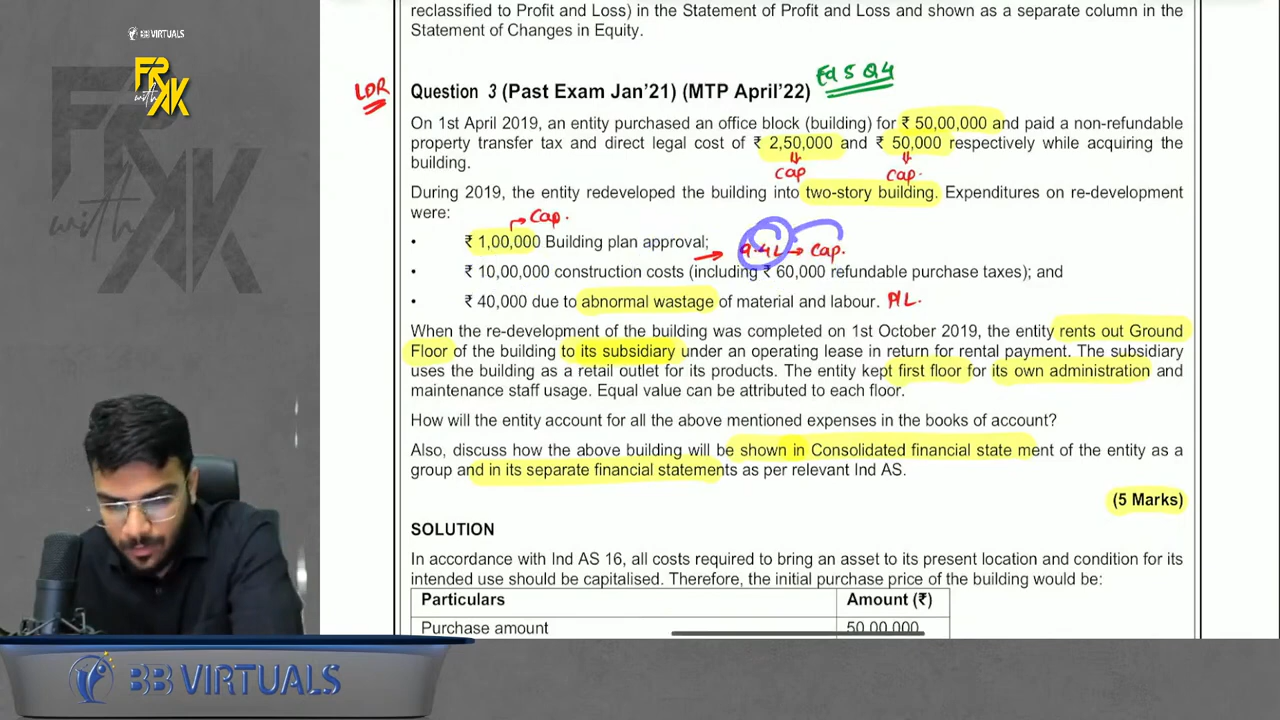 BB VIRTUALS
FR
with
AK
FR
with
AK
reclassified to Profit and Loss) in the Statement of Profit and Loss and shown as a separate column in the
Statement of Changes in Equity.
LDR
Question 3 (Past Exam Jan'21) (MTP April'22)
Q4
On 1st April 2019, an entity purchased an office block (building) for ₹ 50,00,000 and paid a non-refundable
property transfer tax and direct legal cost of ₹ 2,50,000 and ₹ 50,000 respectively while acquiring the
building.
Cap
Cap.
During 2019, the entity redeveloped the building into two-story building. Expenditures on re-development
were:
Cap.
• ₹ 1,00,000 Building plan approval;
9.4L → Cap.
• ₹ 10,00,000 construction costs (including ₹ 60,000 refundable purchase taxes); and
• ₹ 40,000 due to abnormal wastage of material and labour. P/L.
When the re-development of the building was completed on 1st October 2019, the entity rents out Ground
Floor of the building to its subsidiary under an operating lease in return for rental payment. The subsidiary
uses the building as a retail outlet for its products. The entity kept first floor for its own administration and
maintenance staff usage. Equal value can be attributed to each floor.
How will the entity account for all the above mentioned expenses in the books of account?
Also, discuss how the above building will be shown in Consolidated financial state ment of the entity as a
group and in its separate financial statements as per relevant Ind AS.
(5 Marks)
SOLUTION
In accordance with Ind AS 16, all costs required to bring an asset to its present location and condition for its
intended use should be capitalised. Therefore, the initial purchase price of the building would be:
Particulars Amount (₹)
Purchase amount 50,00,000
BB VIRTUALS